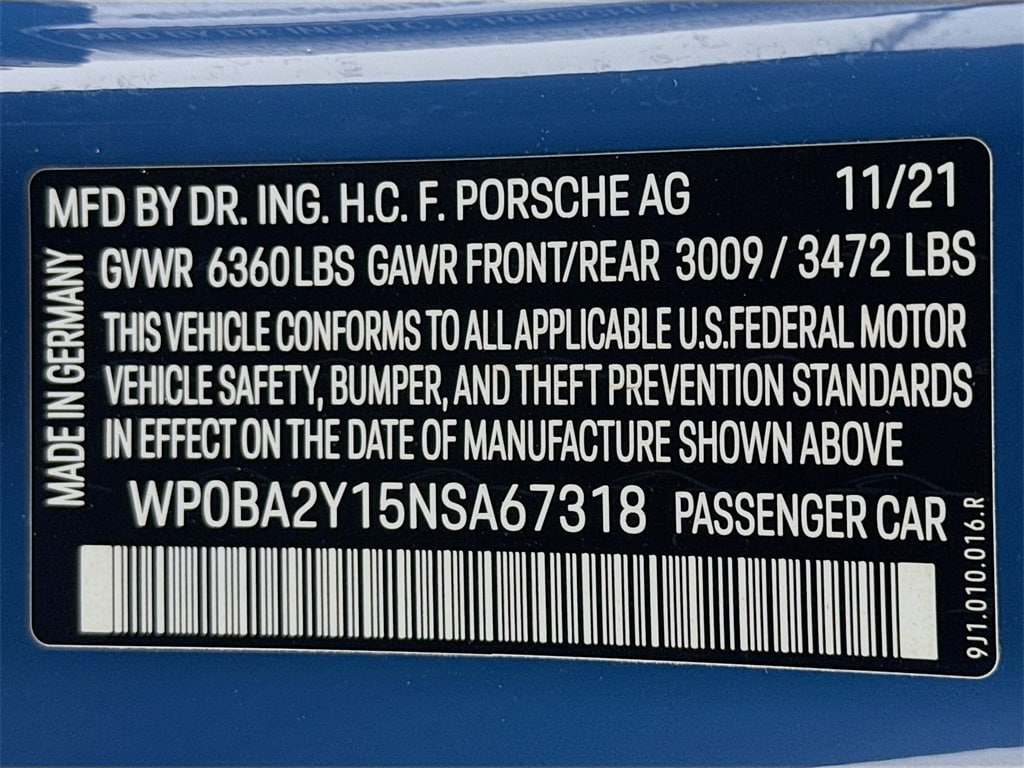 MFD BY DR. ING. H.C. F. PORSCHE AG 11/21
GVWR 6360 LBS GAWR FRONT/REAR 3009 / 3472 LBS
THIS VEHICLE CONFORMS TO ALL APPLICABLE U.S. FEDERAL MOTOR
VEHICLE SAFETY, BUMPER, AND THEFT PREVENTION STANDARDS
IN EFFECT ON THE DATE OF MANUFACTURE SHOWN ABOVE
WP0BA2Y15NSA67318 PASSENGER CAR
MADE IN GERMANY
9J1.010.016.R